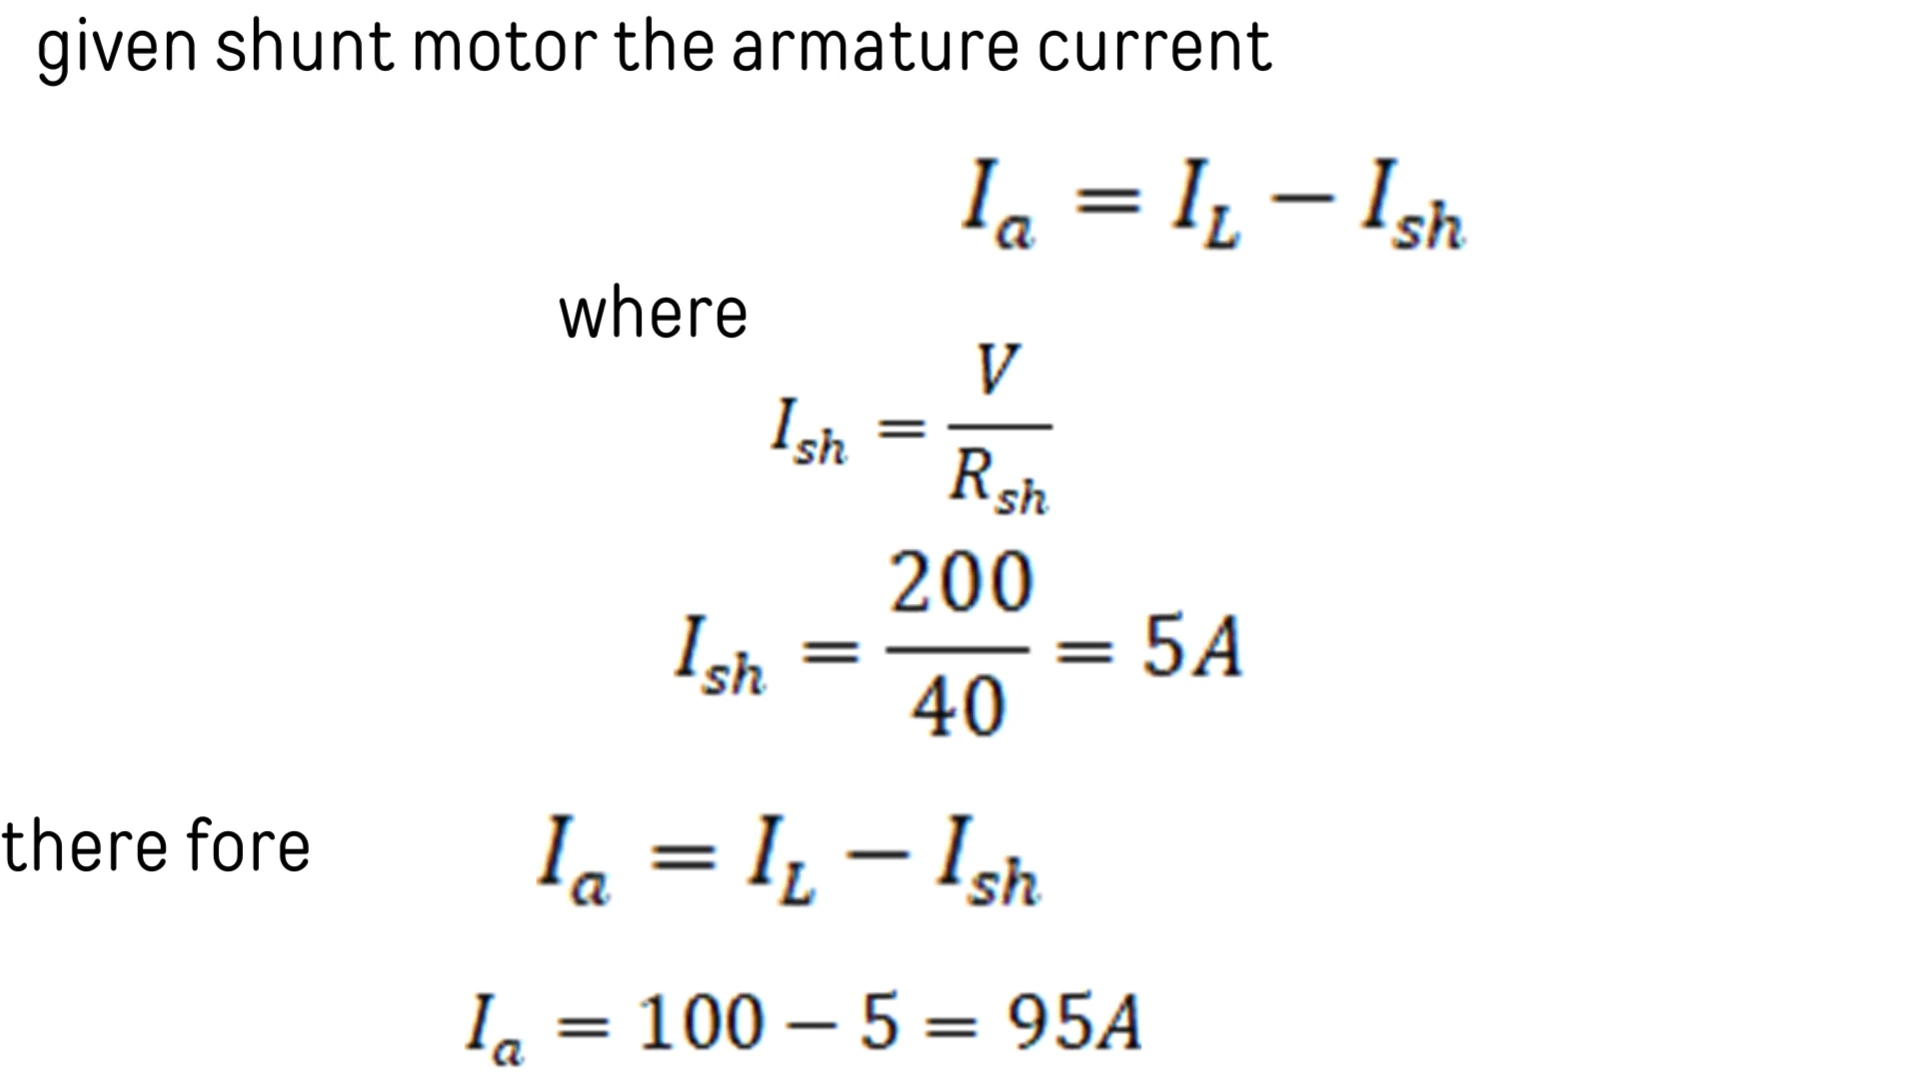 given shunt motor the armature current
I_a = I_L − I_sh
where
I_sh = V / R_sh
I_sh = 200 / 40 = 5A
there fore I_a = I_L − I_sh
I_a = 100 − 5 = 95A